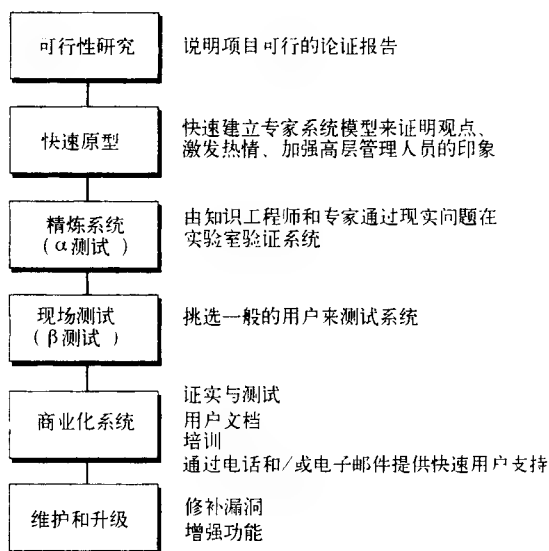 可行性研究
说明项目可行的论证报告
快速原型
快速建立专家系统模型来证明观点、
激发热情、加强高层管理人员的印象
精炼系统
(α测试)
由知识工程师和专家通过现实问题在
实验室验证系统
现场测试
(β测试)
挑选一般的用户来测试系统
商业化系统
证实与测试
用户文档
培训
通过电话和/或电子邮件提供快速用户支持
维护和升级
修补漏洞
增强功能